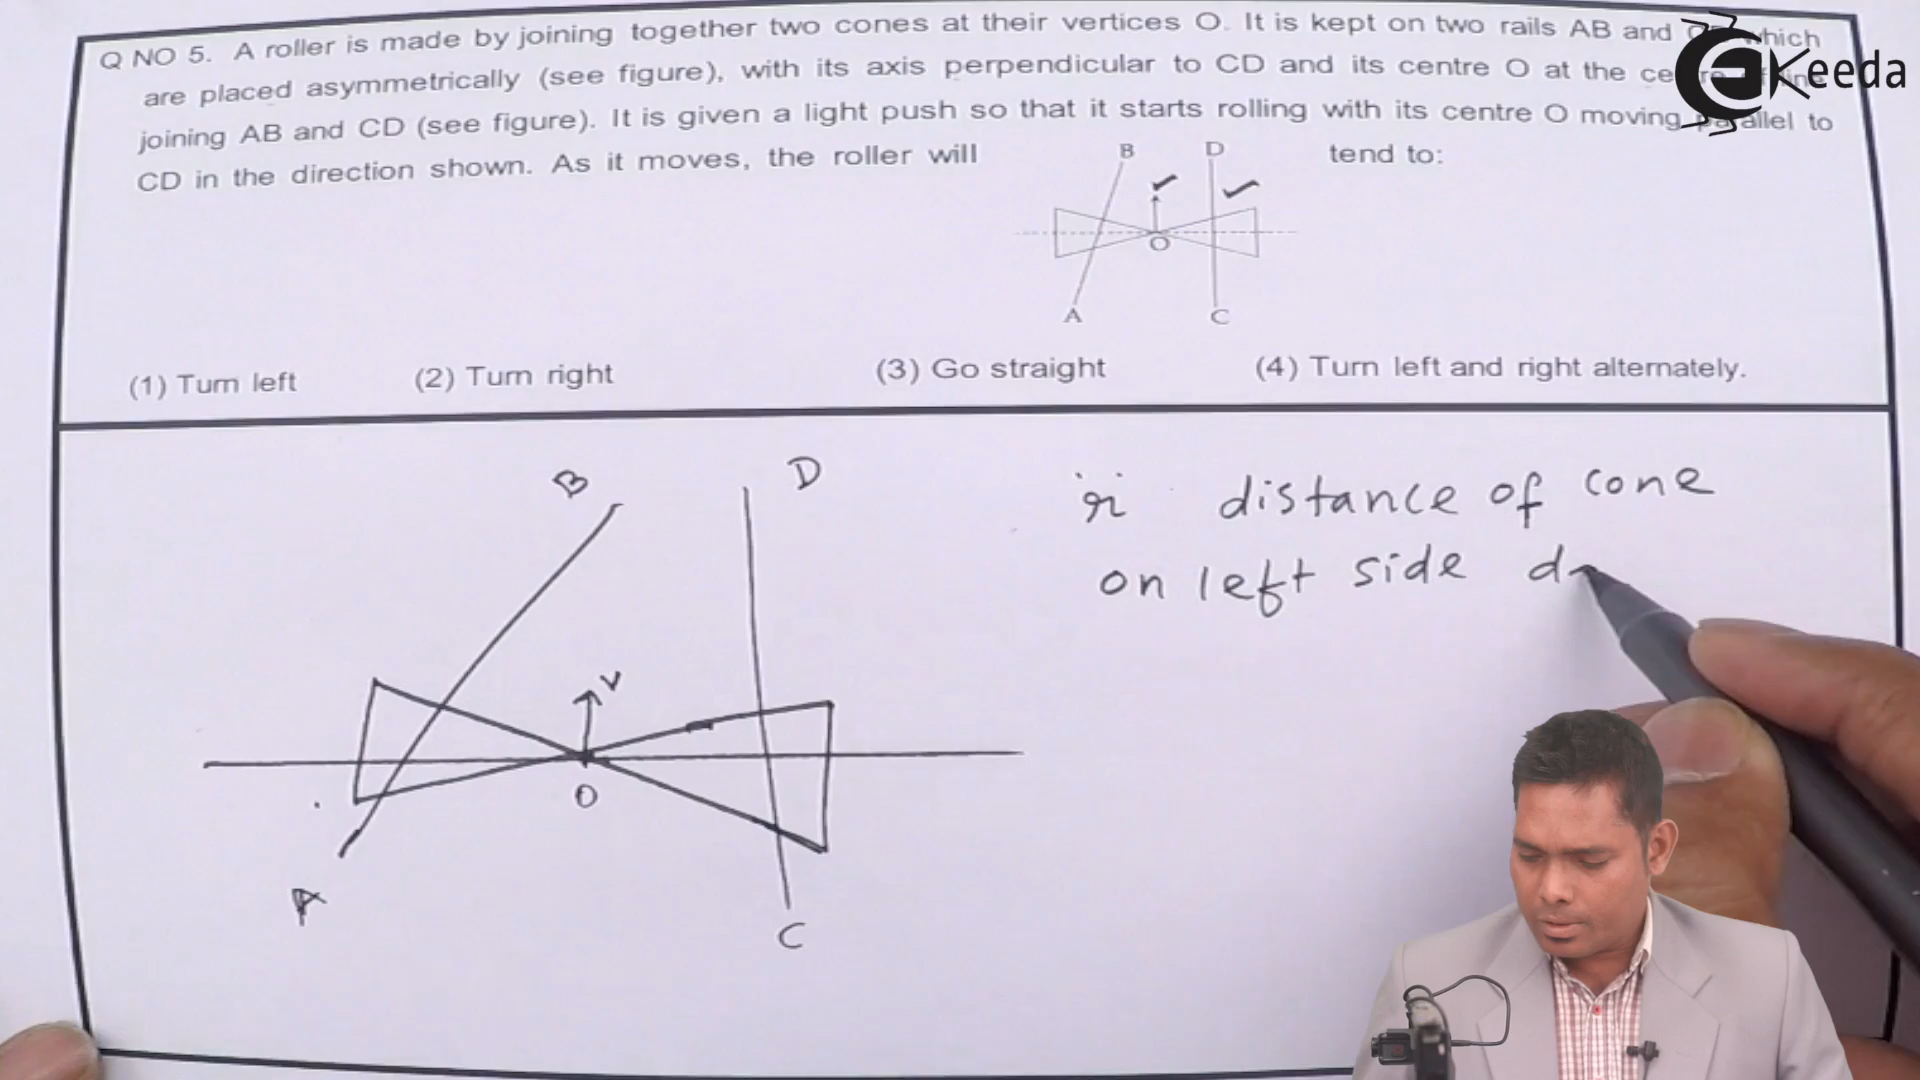 Q NO 5. A roller is made by joining together two cones at their vertices O. It is kept on two rails AB and which
are placed asymmetrically (see figure), with its axis perpendicular to CD and its centre O at the
joining AB and CD (see figure). It is given a light push so that it starts rolling with its centre O moving parallel to
CD in the direction shown. As it moves, the roller will tend to:
B D
O
A C
(1) Turn left (2) Turn right (3) Go straight (4) Turn left and right alternately.
eKeeda
B D
r distance of cone
on left side
v
O
A
C